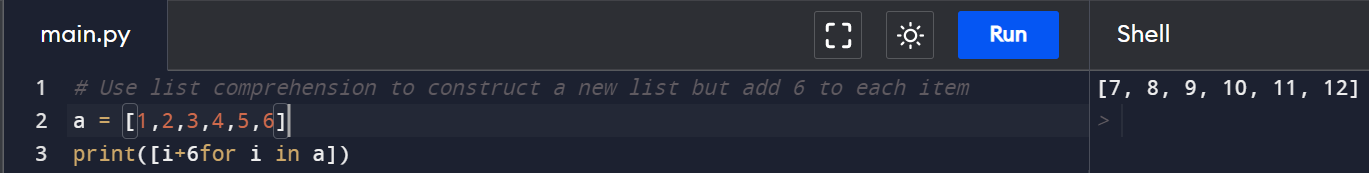 main.py
Run
Shell
1 # Use list comprehension to construct a new list but add 6 to each item
2 a = [1,2,3,4,5,6]
3 print([i+6for i in a])
[7, 8, 9, 10, 11, 12]
>